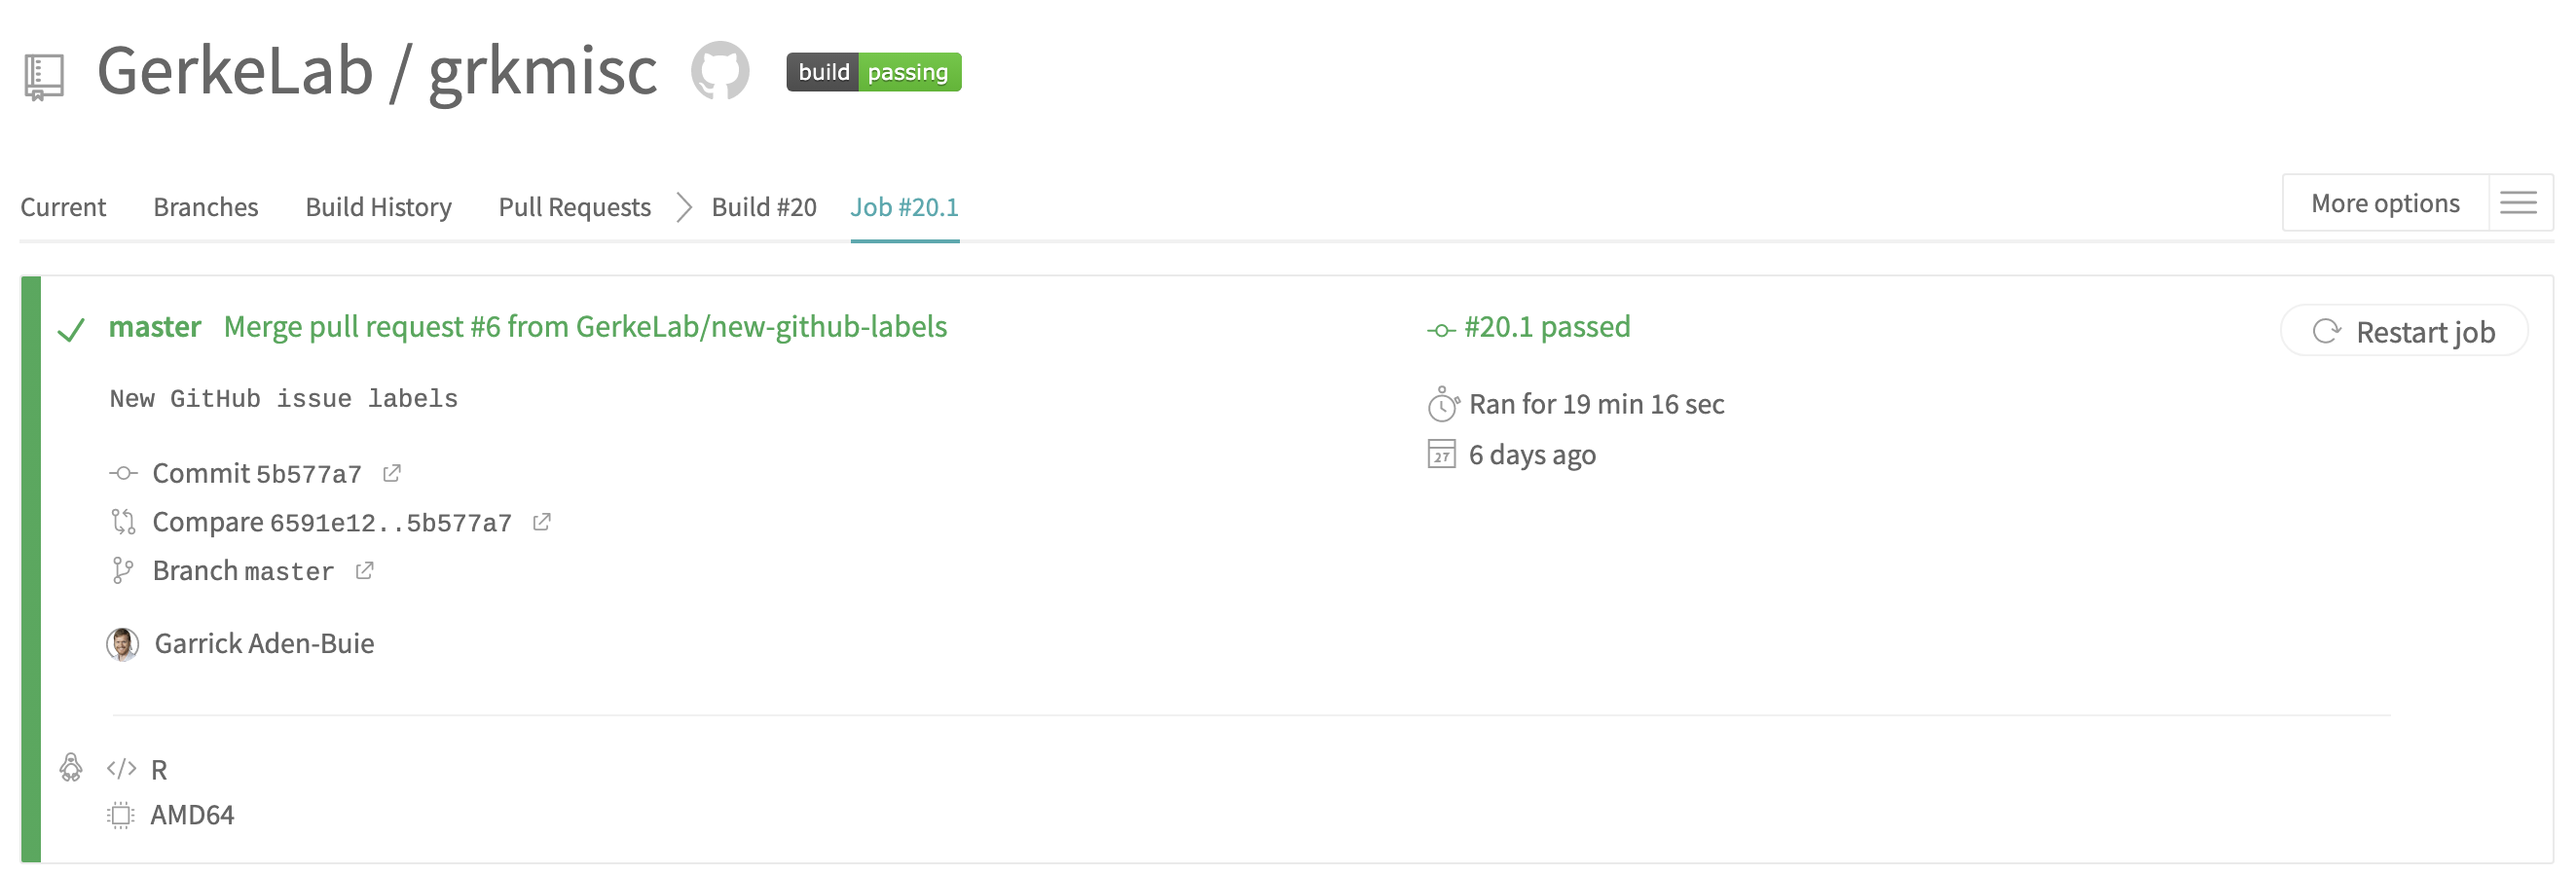 GerkeLab / grkmisc build passing
Current Branches Build History Pull Requests Build #20 Job #20.1 More options
master Merge pull request #6 from GerkeLab/new-github-labels
New GitHub issue labels
Commit 5b577a7
Compare 6591e12..5b577a7
Branch master
Garrick Aden-Buie
#20.1 passed
Ran for 19 min 16 sec
27 6 days ago
Restart job
</> R
AMD64